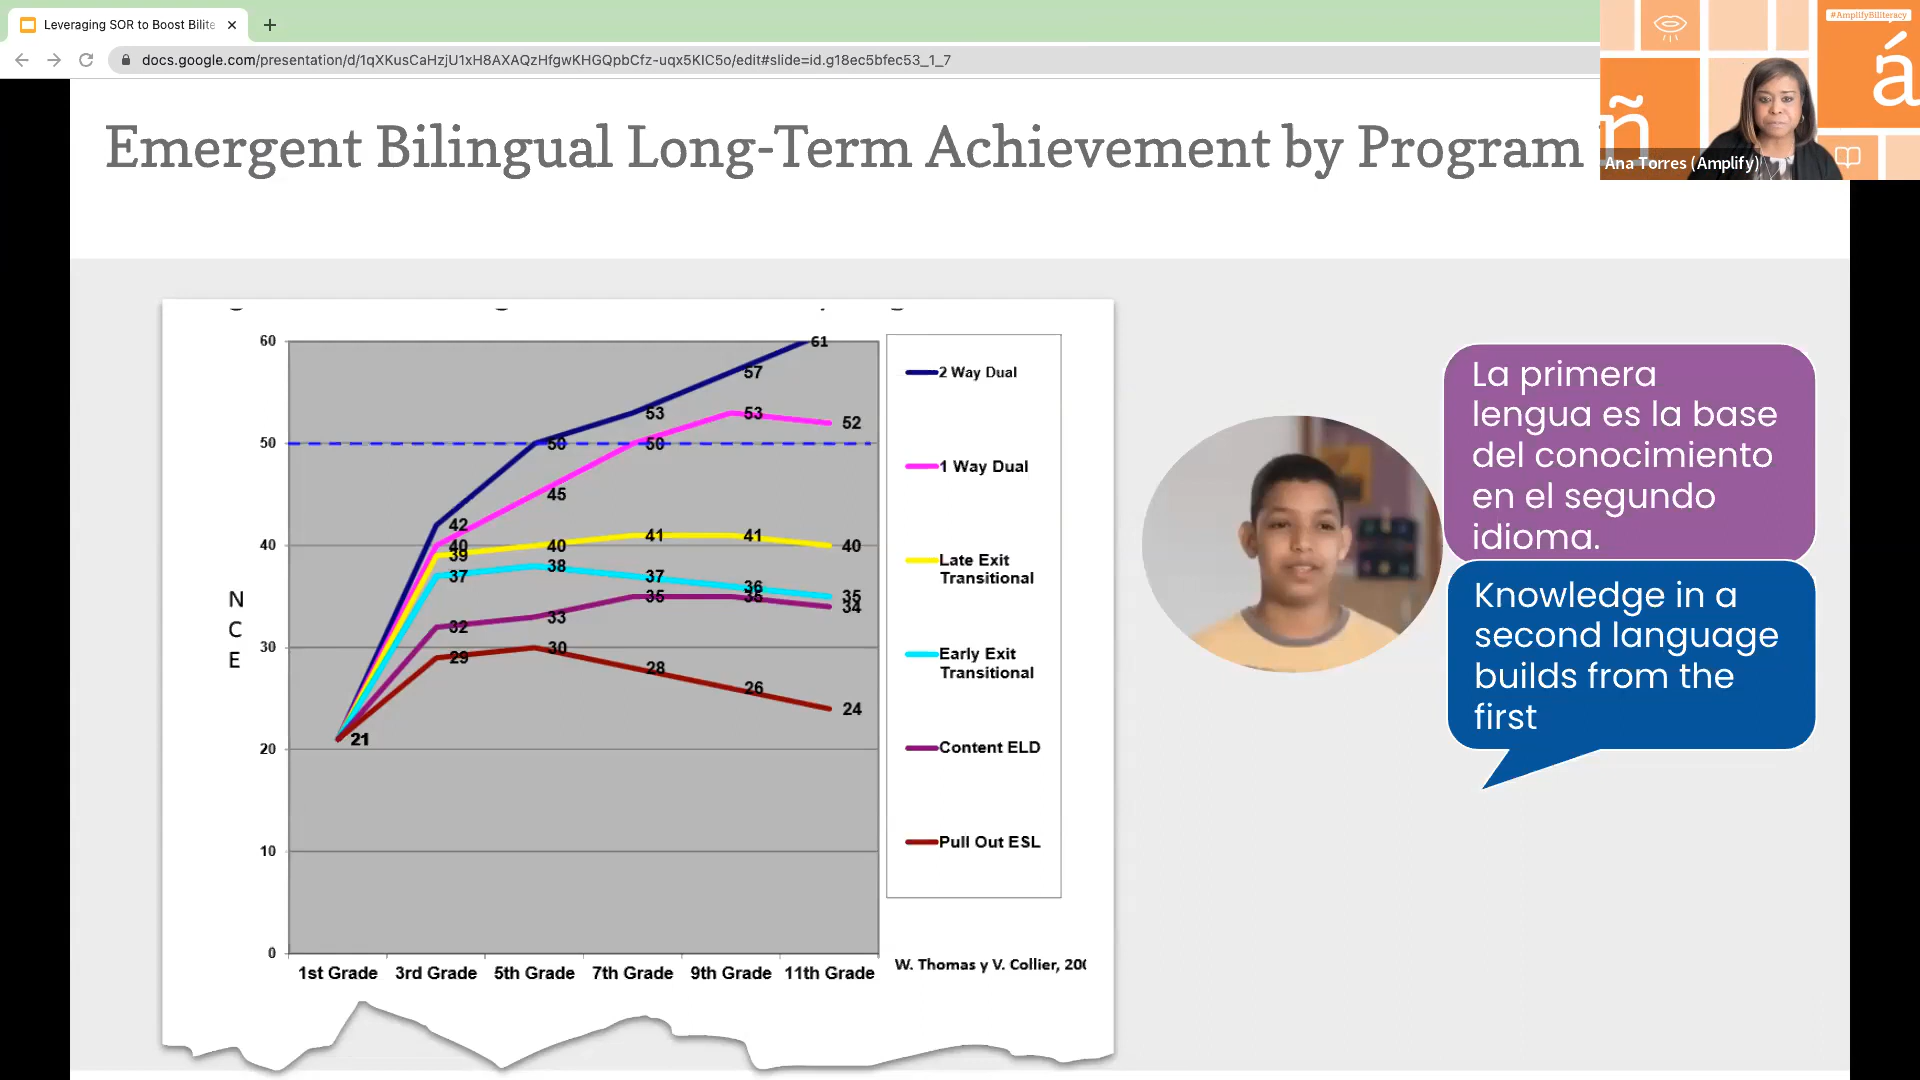 Leveraging SOR to Boost Bilite
docs.google.com/presentation/d/1qXKusCaHzjU1xH8AXAQzHfgwKHGQpbCfz-uqx5KIC5o/edit#slide=id.g18ec5bfec53_1_7
#AmplifyBiliteracy
á
ñ
Ana Torres (Amplify)
Emergent Bilingual Long-Term Achievement by Program
60
50
40
30
20
10
0
N
C
E
61
57
53
50
42
21
52
53
50
45
40
40
41
41
40
39
35
36
37
38
37
34
35
35
33
32
24
26
28
30
29
1st Grade 3rd Grade 5th Grade 7th Grade 9th Grade 11th Grade
2 Way Dual
1 Way Dual
Late Exit
Transitional
Early Exit
Transitional
Content ELD
Pull Out ESL
W. Thomas y V. Collier, 200
La primera
lengua es la base
del conocimiento
en el segundo
idioma.
Knowledge in a
second language
builds from the
first